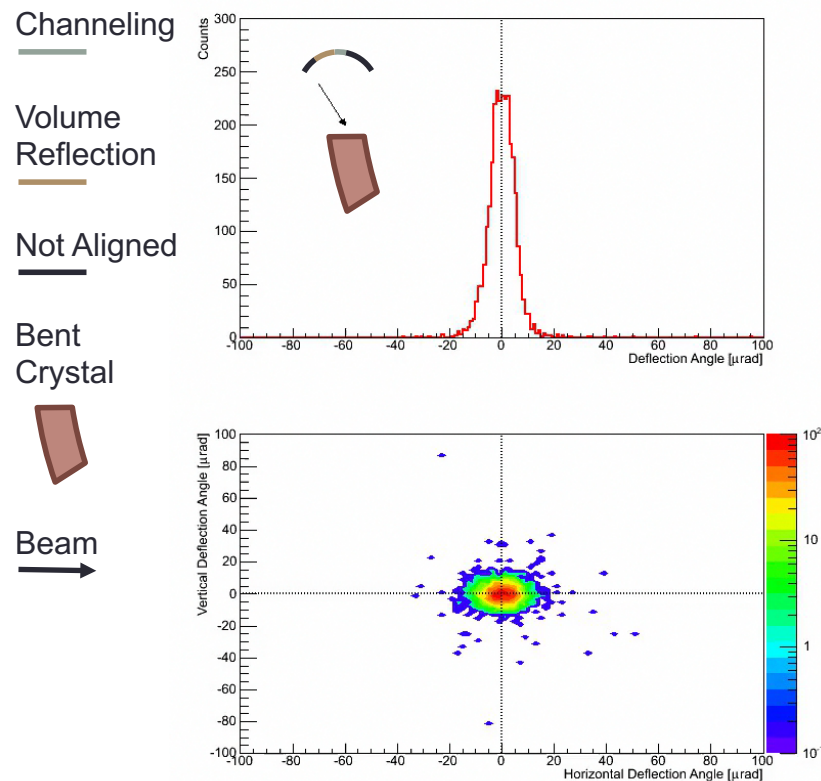 Channeling
Volume
Reflection
Not Aligned
Bent
Crystal
Beam
Counts
300
250
200
150
100
50
0
-100 -80 -60 -40 -20 0 20 40 60 80 100
Deflection Angle [μrad]
Vertical Deflection Angle [μrad]
100
80
60
40
20
0
-20
-40
-60
-80
-100
-100 -80 -60 -40 -20 0 20 40 60 80 100
Horizontal Deflection Angle [μrad]
10²
10
1